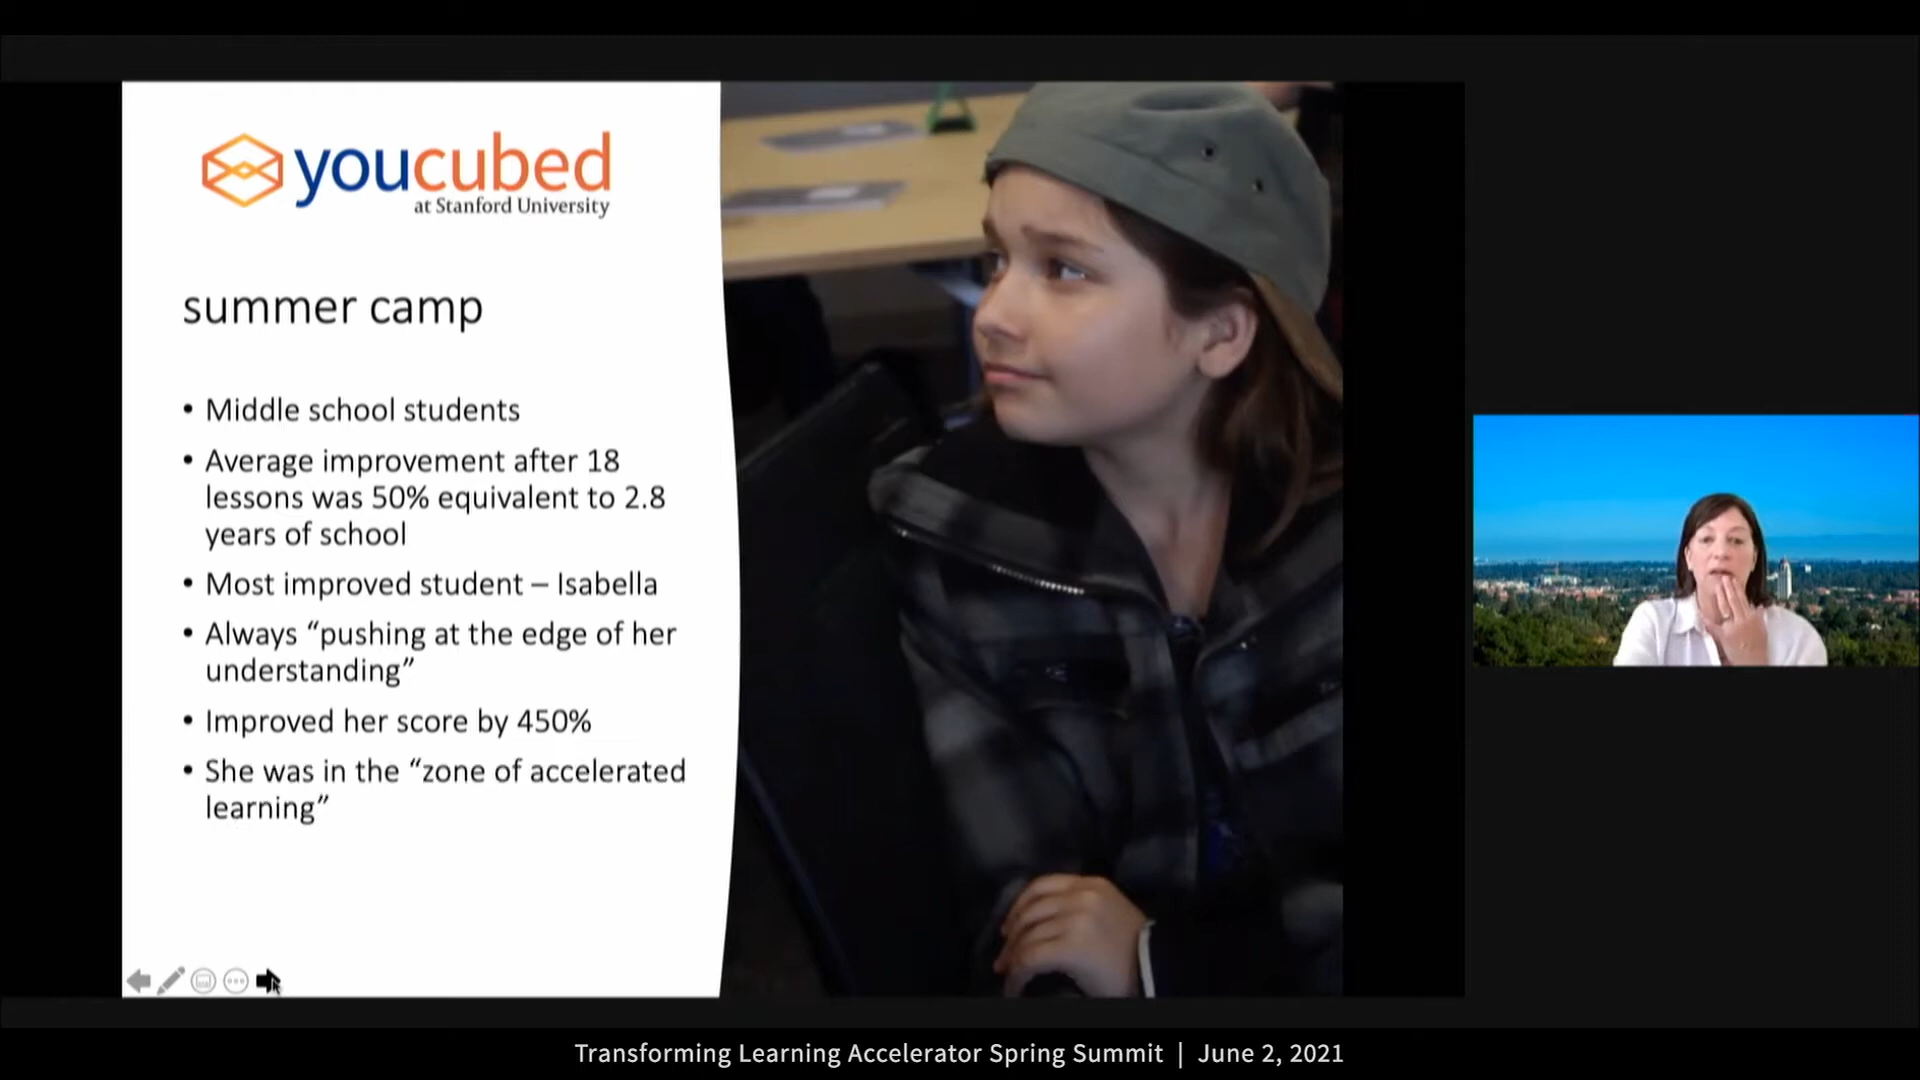 youcubed
at Stanford University
summer camp
• Middle school students
• Average improvement after 18
lessons was 50% equivalent to 2.8
years of school
• Most improved student – Isabella
• Always “pushing at the edge of her
understanding”
• Improved her score by 450%
• She was in the “zone of accelerated
learning”
Transforming Learning Accelerator Spring Summit | June 2, 2021